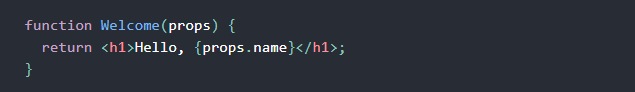 function Welcome(props) {
  return <h1>Hello, {props.name}</h1>;
}